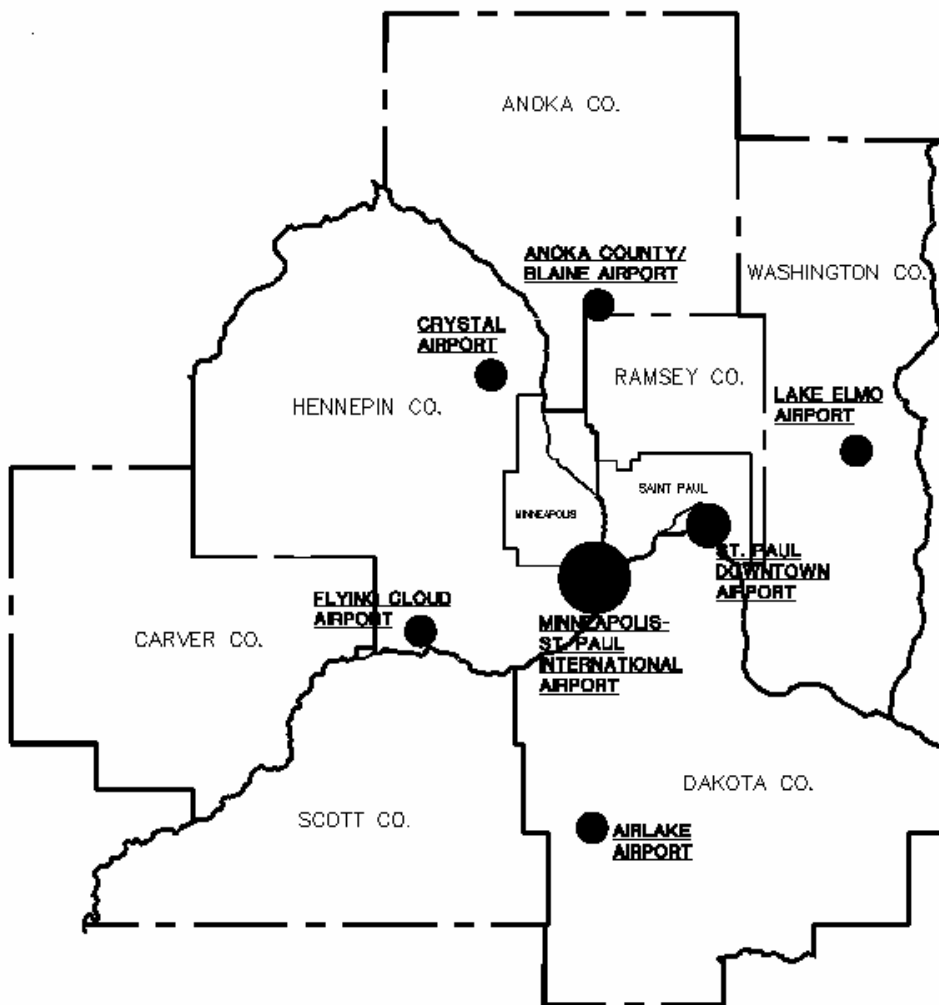 ANOKA CO.
ANOKA COUNTY/
BLAINE AIRPORT
WASHINGTON CO.
CRYSTAL
AIRPORT
RAMSEY CO.
HENNEPIN CO.
LAKE ELMO
AIRPORT
SAINT PAUL
MINNEAPOLIS
ST. PAUL
DOWNTOWN
AIRPORT
FLYING CLOUD
AIRPORT
CARVER CO.
MINNEAPOLIS-
ST. PAUL
INTERNATIONAL
AIRPORT
DAKOTA CO.
SCOTT CO.
AIRLAKE
AIRPORT